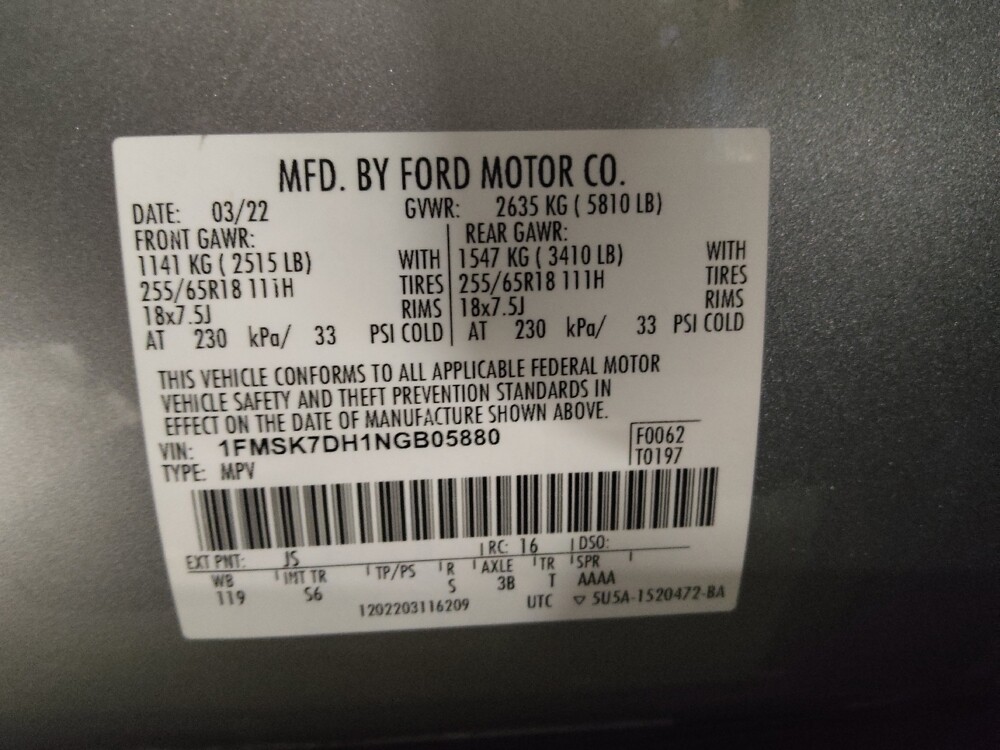 MFD. BY FORD MOTOR CO.
DATE: 03/22 GVWR: 2635 KG ( 5810 LB)
FRONT GAWR: REAR GAWR:
1141 KG ( 2515 LB) WITH 1547 KG ( 3410 LB) WITH
255/65R18 111H TIRES 255/65R18 111H TIRES
18x7.5J RIMS 18x7.5J RIMS
AT 230 kPa/ 33 PSI COLD AT 230 kPa/ 33 PSI COLD
THIS VEHICLE CONFORMS TO ALL APPLICABLE FEDERAL MOTOR
VEHICLE SAFETY AND THEFT PREVENTION STANDARDS IN
EFFECT ON THE DATE OF MANUFACTURE SHOWN ABOVE.
VIN: 1FMSK7DH1NGB05880 F0062
TYPE: MPV T0197
EXT PNT: JS RC: 16 DSO:
WB INT TR TP/PS R AXLE TR SPR
119 S6 S 3B T AAAA
1202203116209 UTC ▽ 5U5A-1520472-BA